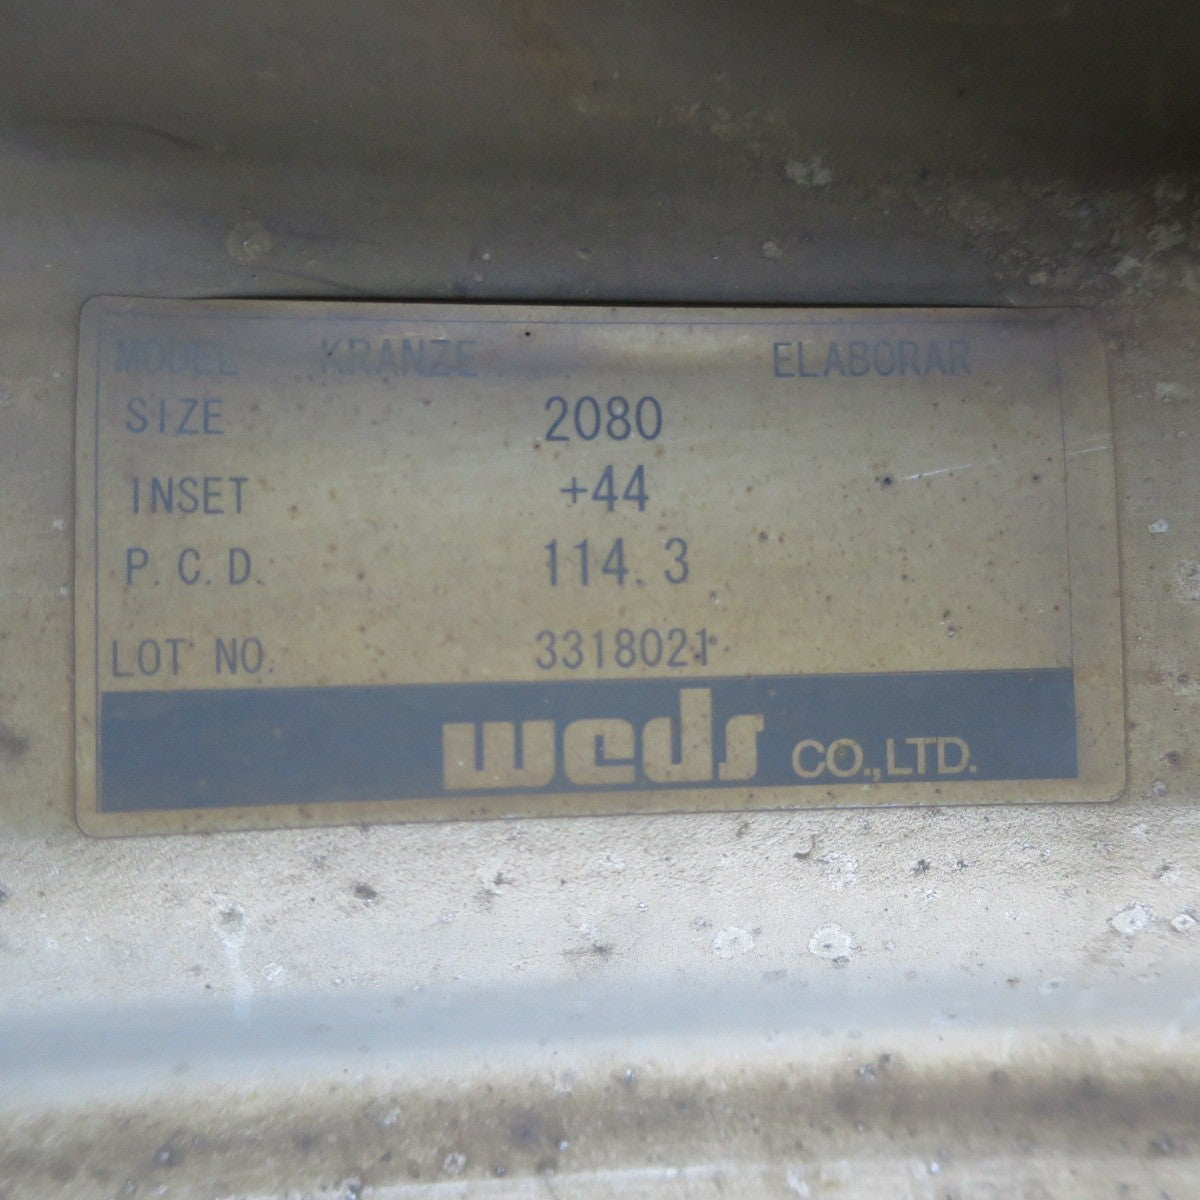 MODEL KRANZE ELABORAR
SIZE 2080
INSET +44
P.C.D. 114.3
LOT NO. 3318021
weds CO.,LTD.